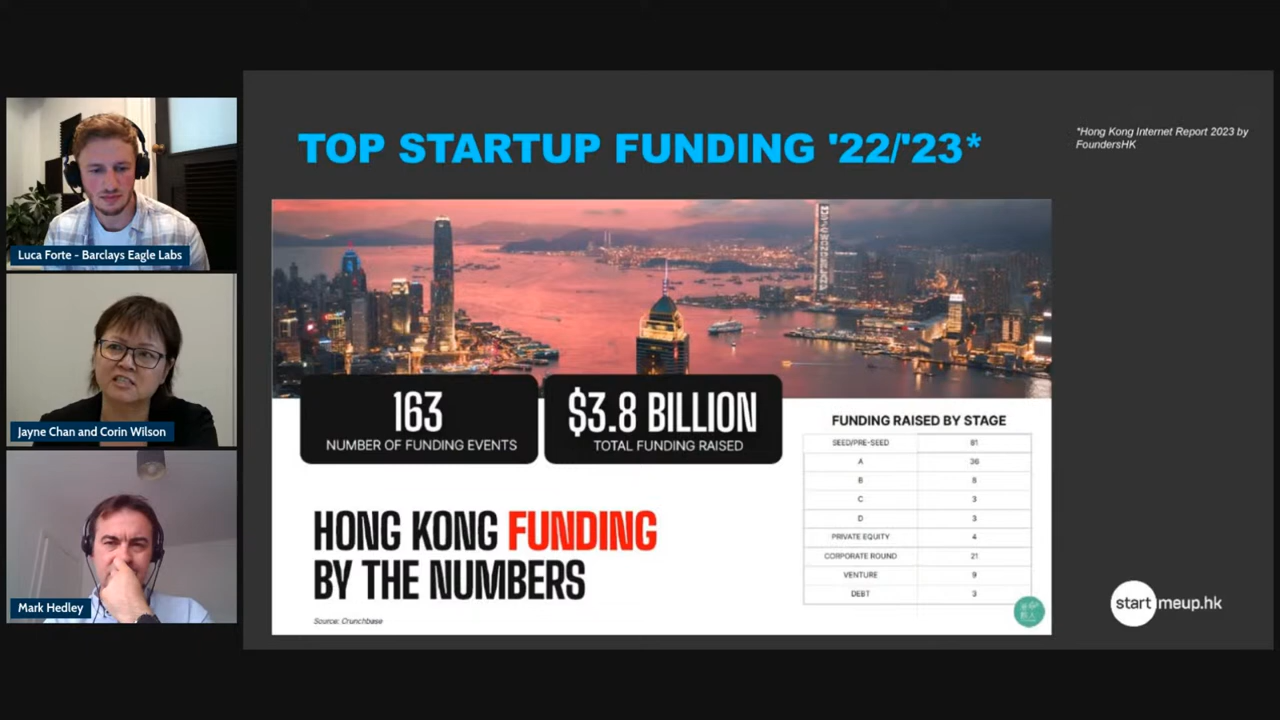 TOP STARTUP FUNDING '22/'23*
*Hong Kong Internet Report 2023 by
FoundersHK
Luca Forte - Barclays Eagle Labs
Jayne Chan and Corin Wilson
Mark Hedley
163
NUMBER OF FUNDING EVENTS
$3.8 BILLION
TOTAL FUNDING RAISED
HONG KONG FUNDING
BY THE NUMBERS
Source: Crunchbase
FUNDING RAISED BY STAGE
SEED/PRE-SEED 81
A 36
B 8
C 3
D 3
PRIVATE EQUITY 4
CORPORATE ROUND 21
VENTURE 9
DEBT 3
startmeup.hk